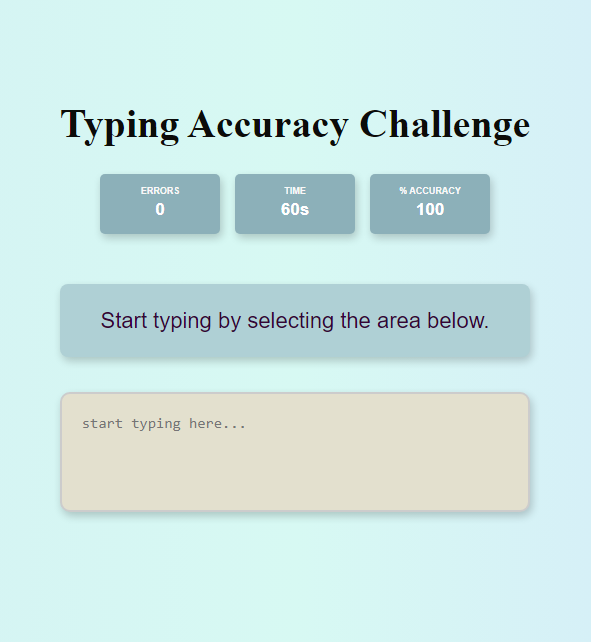 Typing Accuracy Challenge
ERRORS TIME % ACCURACY
0 60s 100
Start typing by selecting the area below.
start typing here...